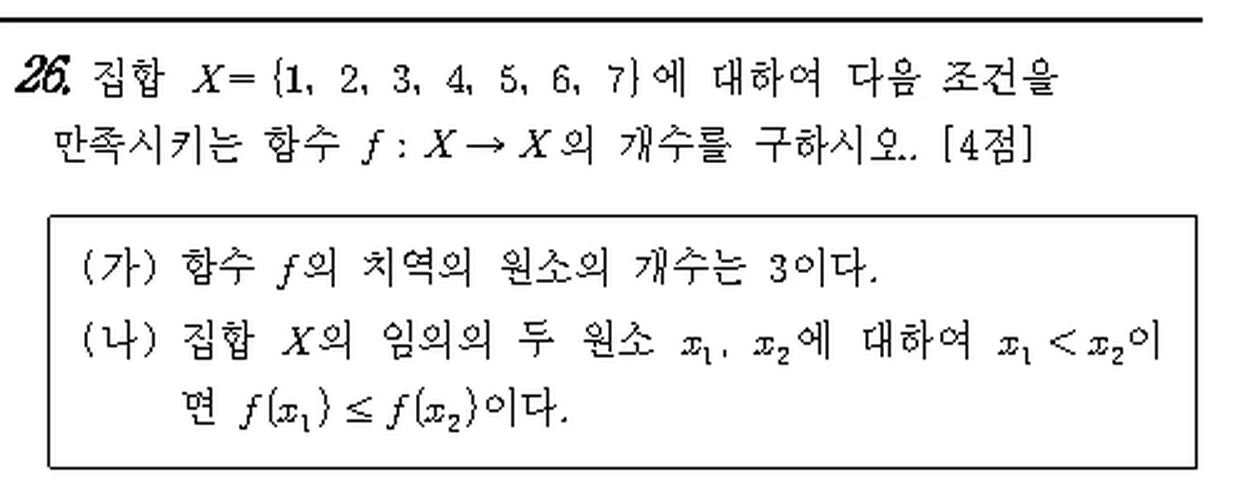 26. 집합 X= {1, 2, 3, 4, 5, 6, 7}에 대하여 다음 조건을
만족시키는 함수 f : X → X의 개수를 구하시오.. [4점]
(가) 함수 f의 치역의 원소의 개수는 3이다.
(나) 집합 X의 임의의 두 원소 x₁, x₂에 대하여 x₁ < x₂이
면 f(x₁) ≤ f(x₂)이다.